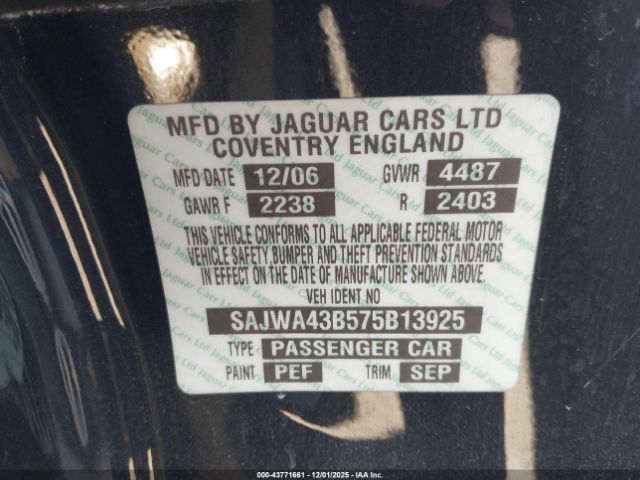 MFD BY JAGUAR CARS LTD
COVENTRY ENGLAND
MFD DATE 12/06 GVWR 4487
GAWR F 2238 R 2403
THIS VEHICLE CONFORMS TO ALL APPLICABLE FEDERAL MOTOR
VEHICLE SAFETY, BUMPER AND THEFT PREVENTION STANDARDS
IN EFFECT ON THE DATE OF MANUFACTURE SHOWN ABOVE.
VEH IDENT NO
SAJWA43B575B13925
TYPE PASSENGER CAR
PAINT PEF TRIM SEP
000-43771661 - 12/01/2025 - IAA Inc.